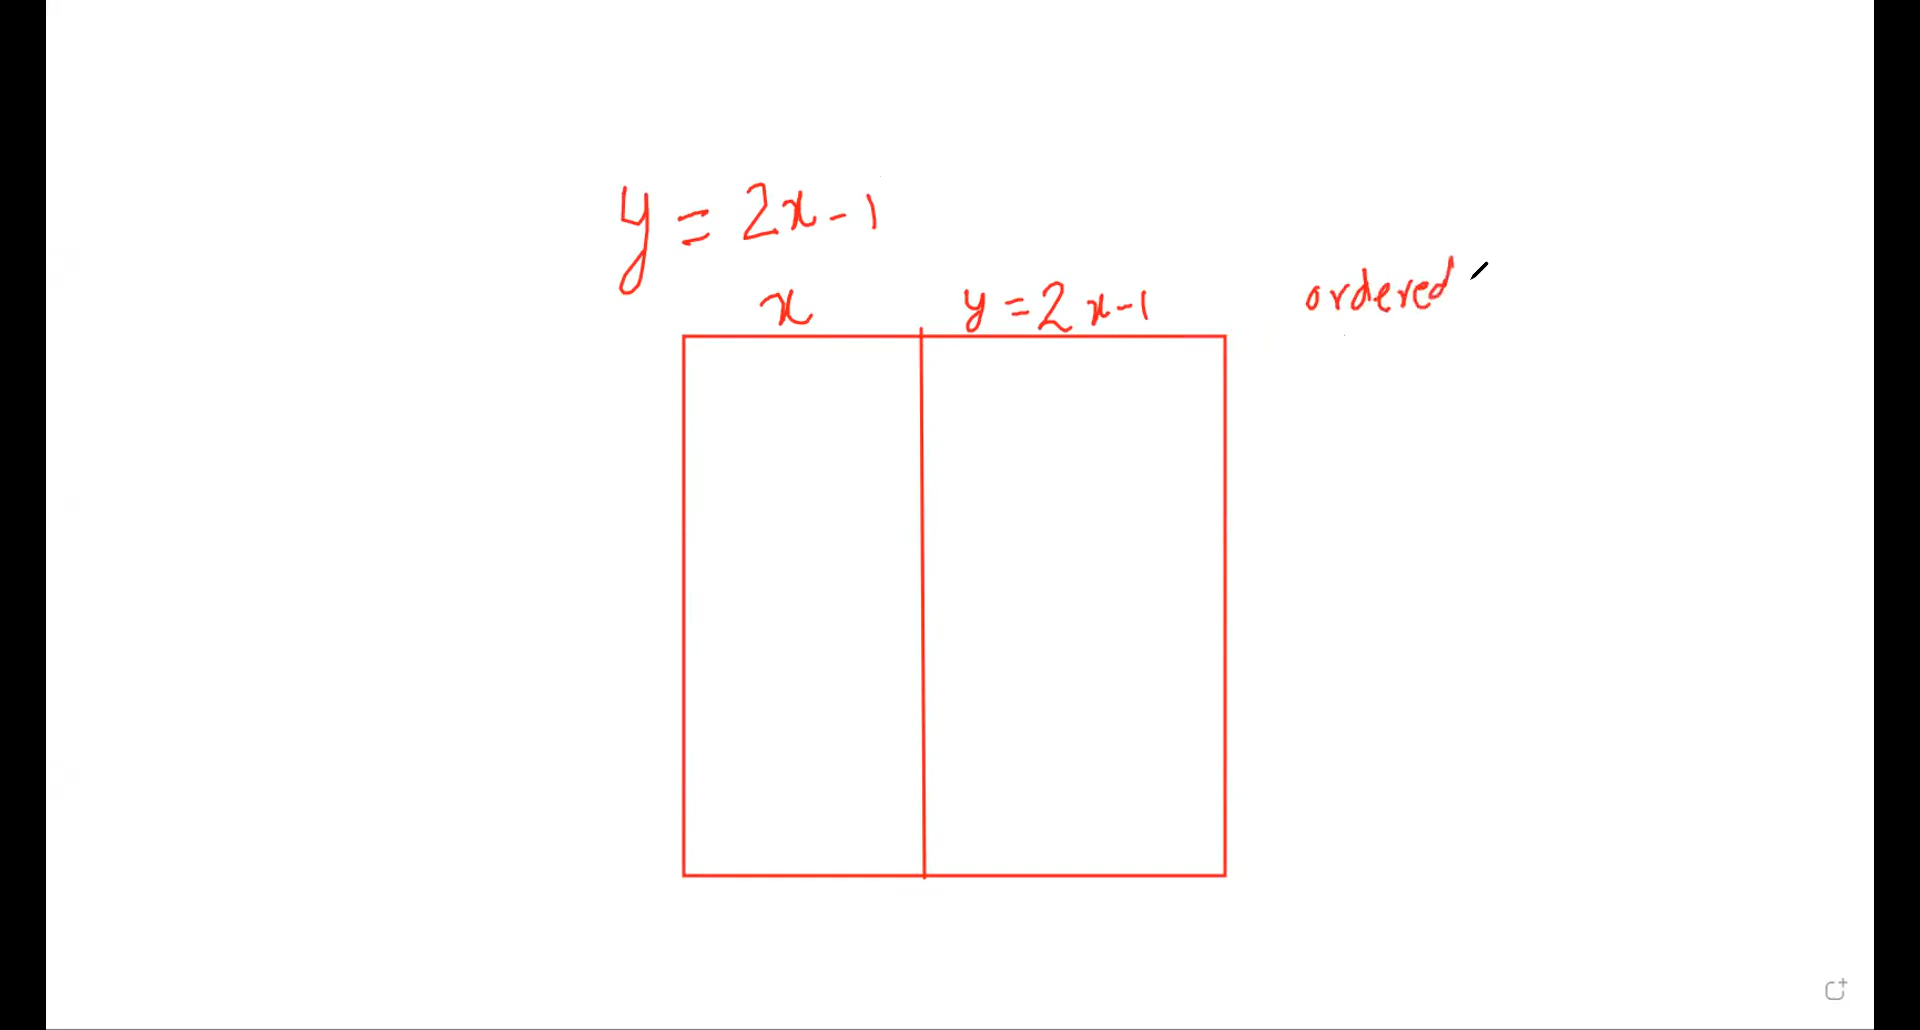 y = 2x - 1
x y = 2x - 1 ordered